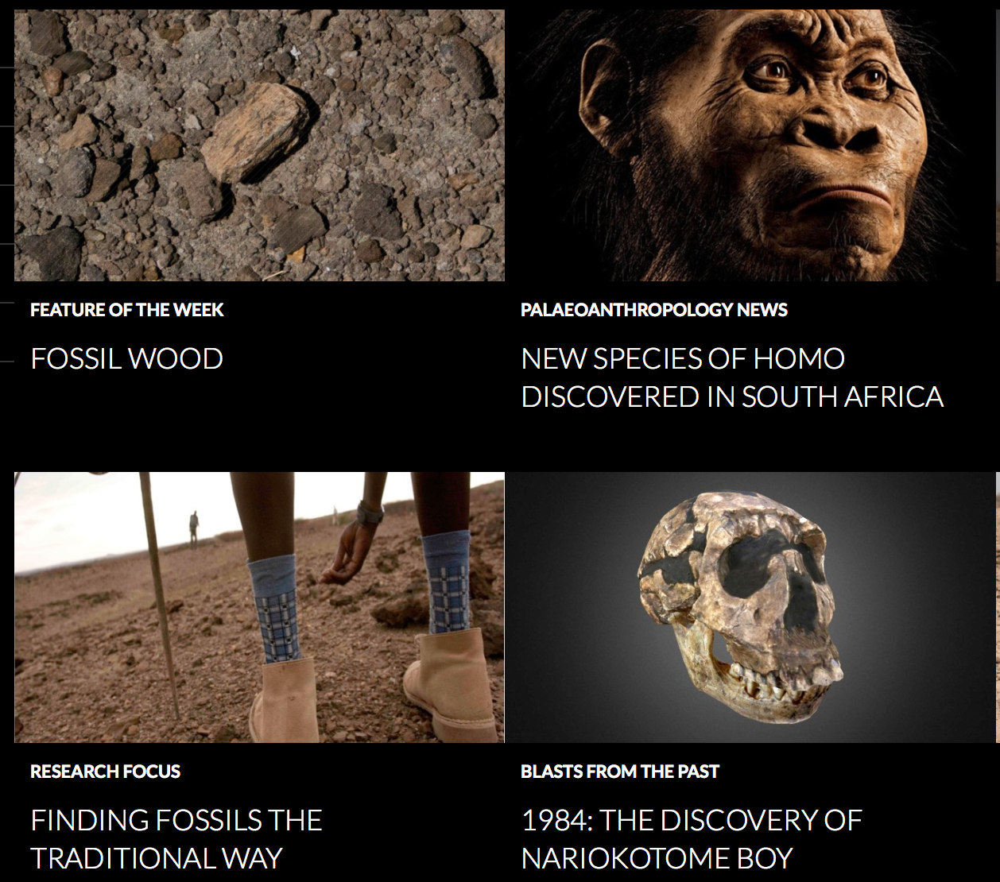 FEATURE OF THE WEEK
FOSSIL WOOD
PALAEOANTHROPOLOGY NEWS
NEW SPECIES OF HOMO
DISCOVERED IN SOUTH AFRICA
RESEARCH FOCUS
FINDING FOSSILS THE
TRADITIONAL WAY
BLASTS FROM THE PAST
1984: THE DISCOVERY OF
NARIOKOTOME BOY